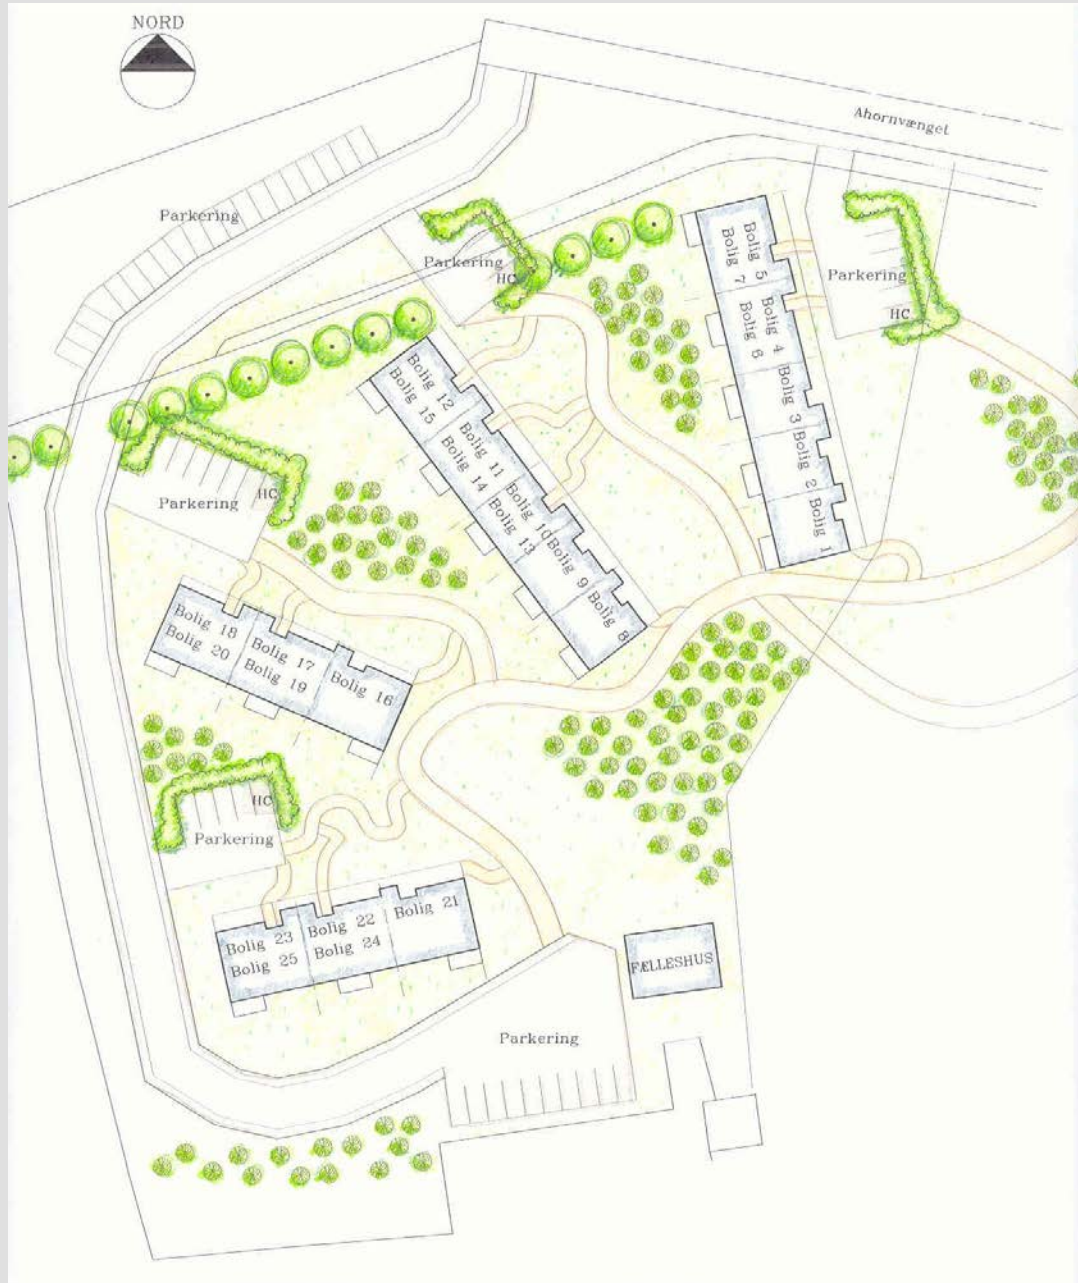 NORD
Ahornvænget
Parkering
Parkering
HC
Parkering
HC
Bolig 5
Bolig 7
Bolig 4
Bolig 6
Bolig 3
Bolig 2
Bolig 1
Bolig 12
Bolig 15
Bolig 11
Bolig 14
Bolig 10
Bolig 13
Bolig 9
Bolig 8
Parkering
HC
Bolig 18
Bolig 20
Bolig 17
Bolig 19
Bolig 16
HC
Parkering
Bolig 23
Bolig 25
Bolig 22
Bolig 24
Bolig 21
FÆLLESHUS
Parkering